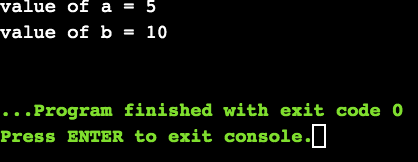 value of a = 5
value of b = 10
...Program finished with exit code 0
Press ENTER to exit console.